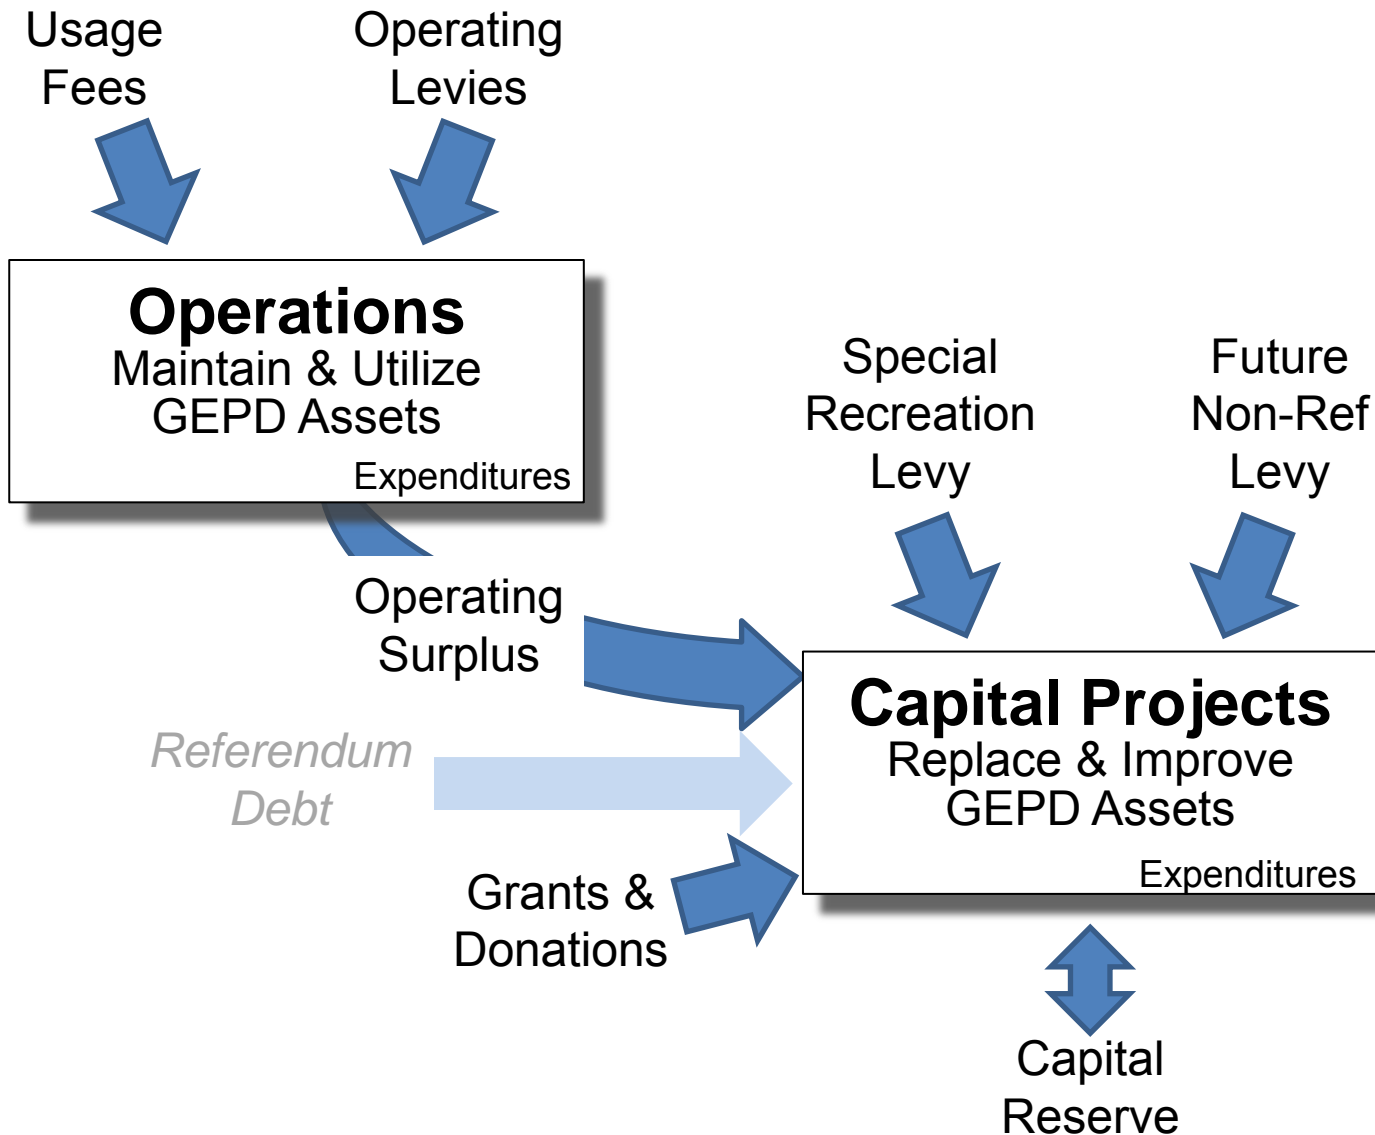 Usage
Fees
Operating
Levies
Operations
Maintain & Utilize
GEPD Assets
Expenditures
Special
Recreation
Levy
Future
Non-Ref
Levy
Operating
Surplus
Capital Projects
Replace & Improve
GEPD Assets
Expenditures
Referendum
Debt
Grants &
Donations
Capital
Reserve